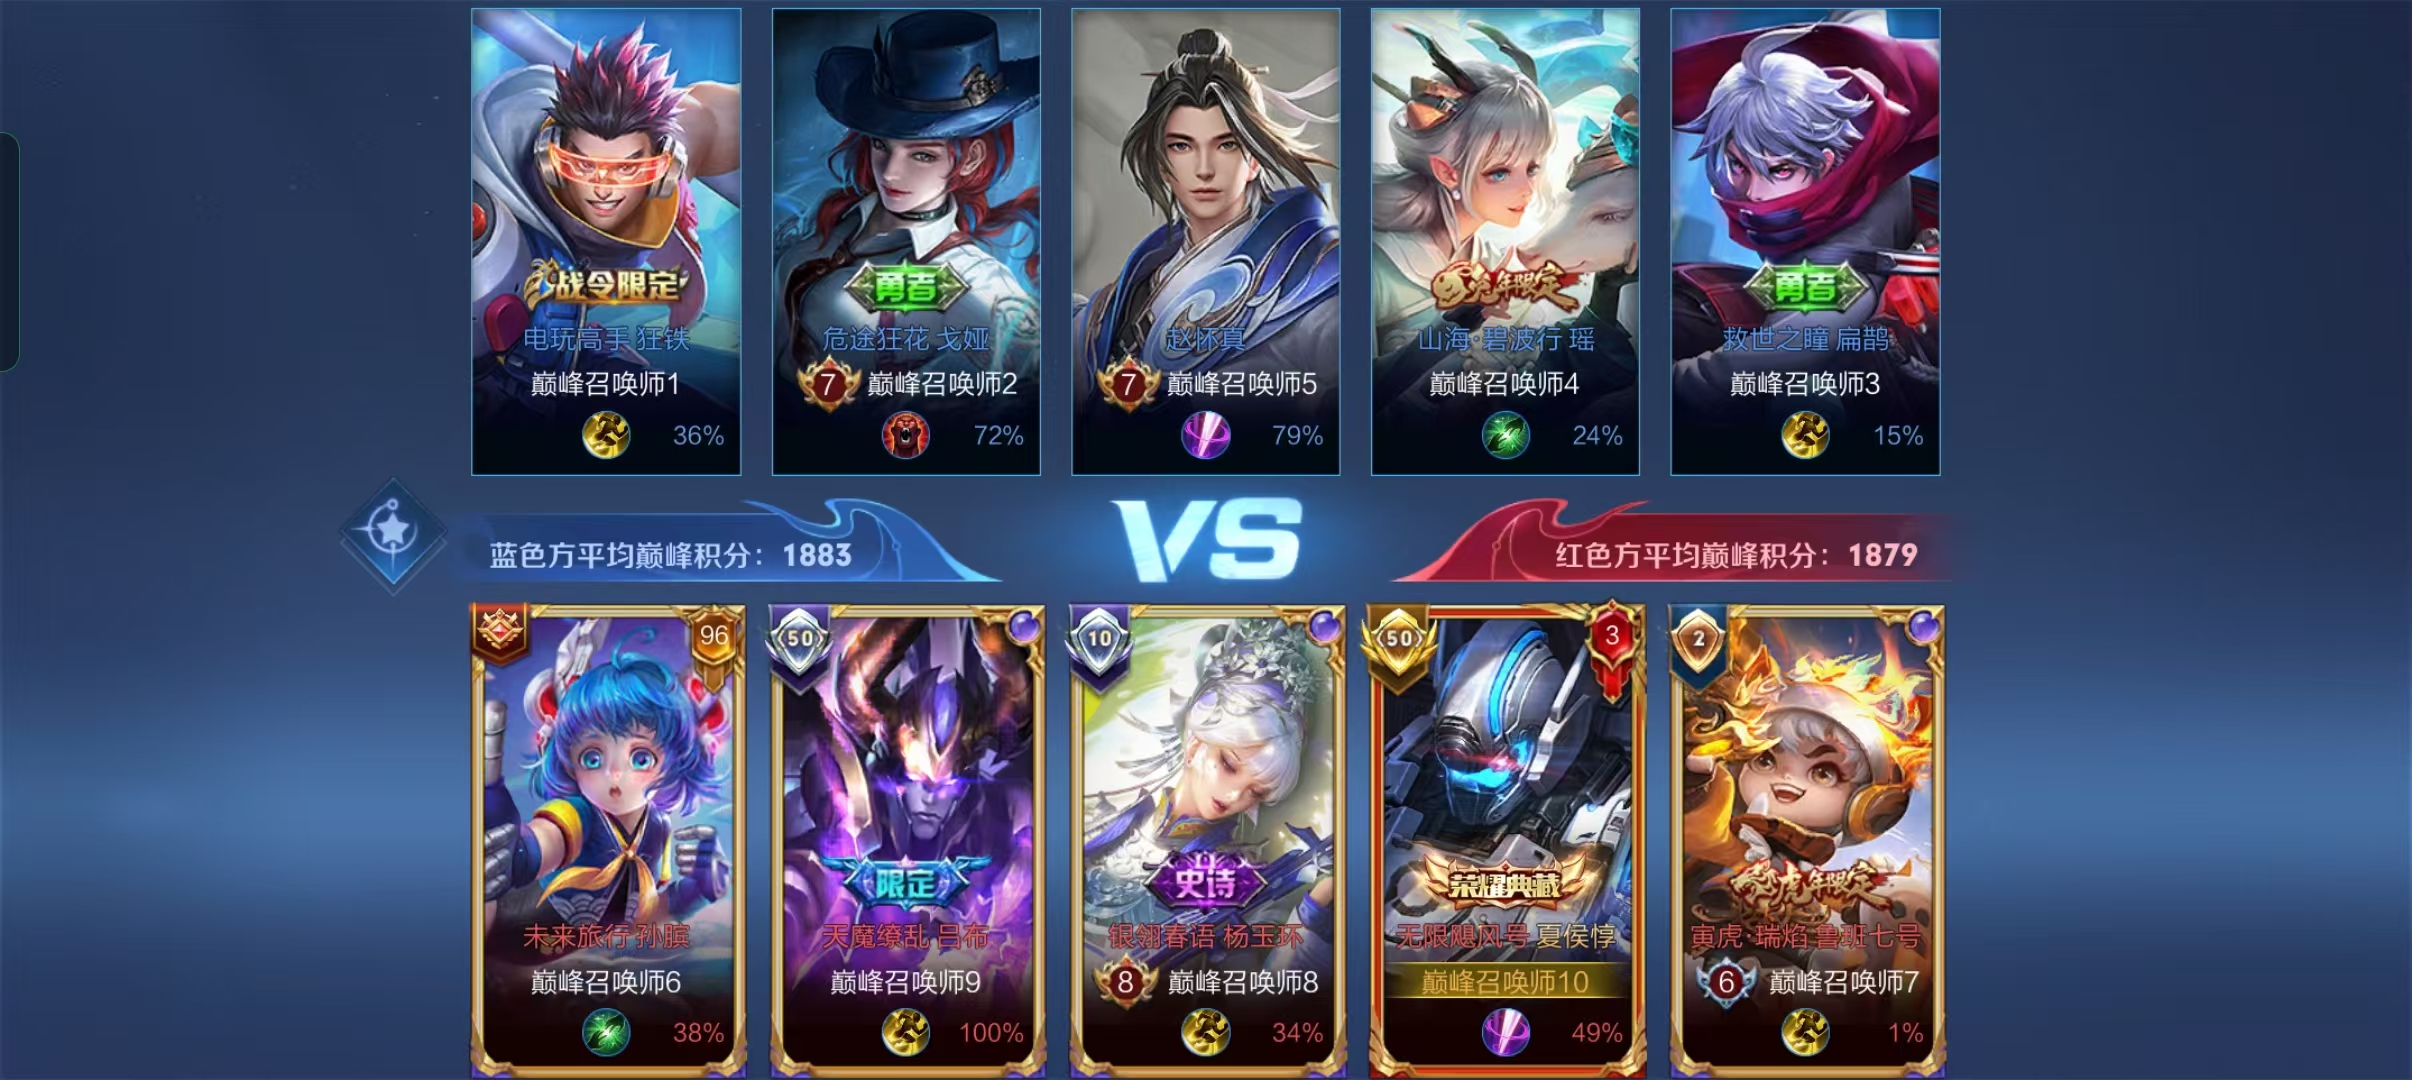 战令限定
电玩高手 狂铁
巅峰召唤师1
36%
勇者
危途狂花 戈娅
7 巅峰召唤师2
72%
赵怀真
7 巅峰召唤师5
79%
兔年限定
山海·碧波行 瑶
巅峰召唤师4
24%
勇者
救世之瞳 扁鹊
巅峰召唤师3
15%
蓝色方平均巅峰积分：1883
VS
红色方平均巅峰积分：1879
96
未来旅行 孙膑
巅峰召唤师6
38%
50
限定
天魔缭乱 吕布
巅峰召唤师9
100%
10
史诗
银翎春语 杨玉环
8 巅峰召唤师8
34%
50
3
荣耀典藏
无限飓风号 夏侯惇
巅峰召唤师10
49%
2
虎年限定
寅虎·瑞焰 鲁班七号
6 巅峰召唤师7
1%